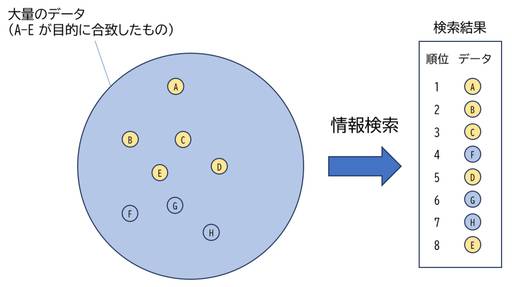 大量のデータ
（A-E が目的に合致したもの）
A
B
C
D
E
F
G
H
情報検索
検索結果
順位 データ
1 A
2 B
3 C
4 F
5 D
6 G
7 H
8 E